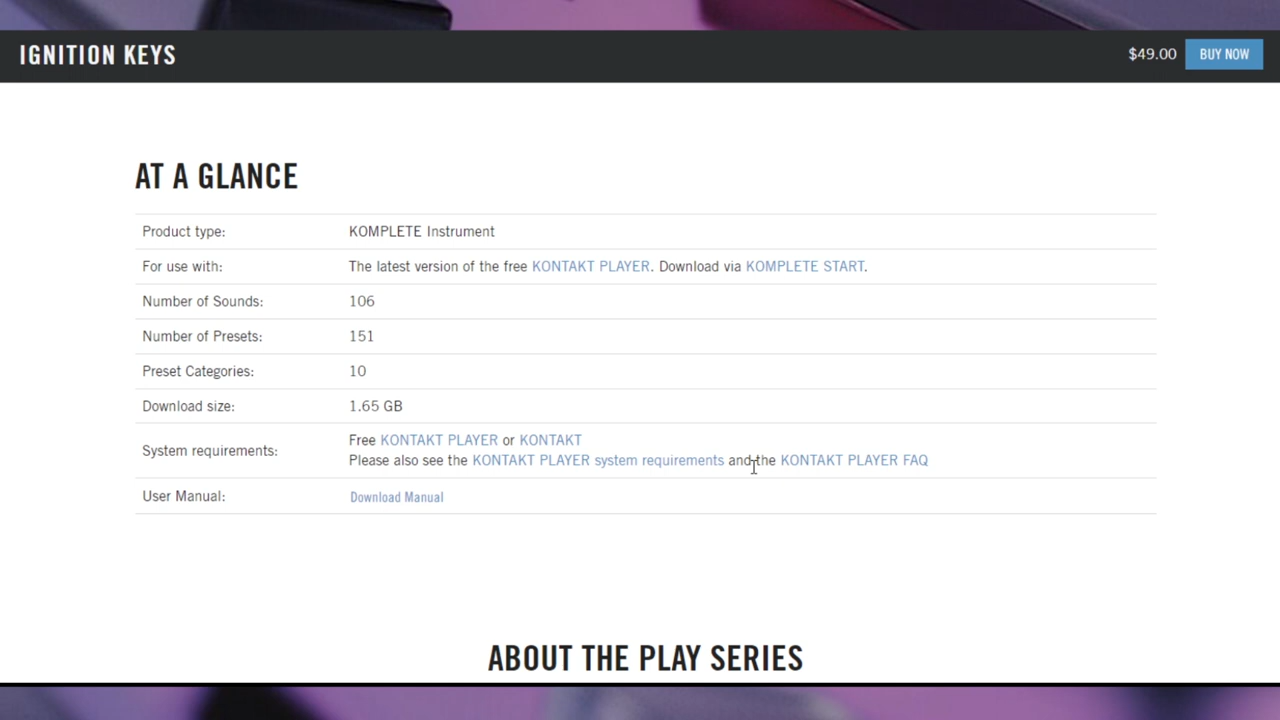 IGNITION KEYS
$49.00 BUY NOW
AT A GLANCE
Product type: KOMPLETE Instrument
For use with: The latest version of the free KONTAKT PLAYER. Download via KOMPLETE START.
Number of Sounds: 106
Number of Presets: 151
Preset Categories: 10
Download size: 1.65 GB
System requirements: Free KONTAKT PLAYER or KONTAKT
Please also see the KONTAKT PLAYER system requirements and the KONTAKT PLAYER FAQ
User Manual: Download Manual
ABOUT THE PLAY SERIES